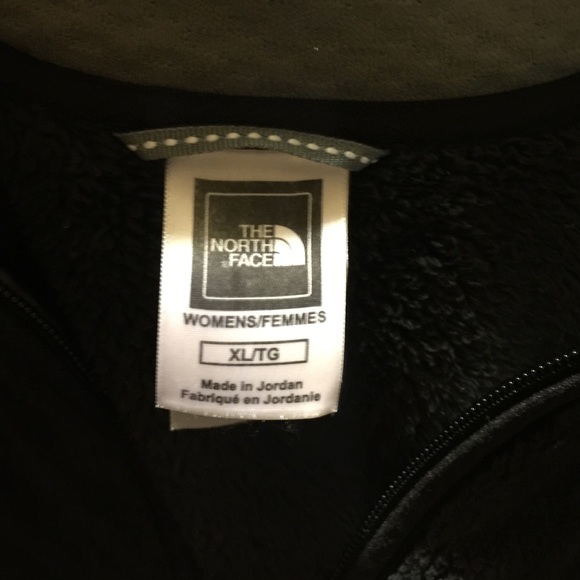 THE
NORTH
FACE
WOMENS/FEMMES
XL/TG
Made in Jordan
Fabriqué en Jordanie